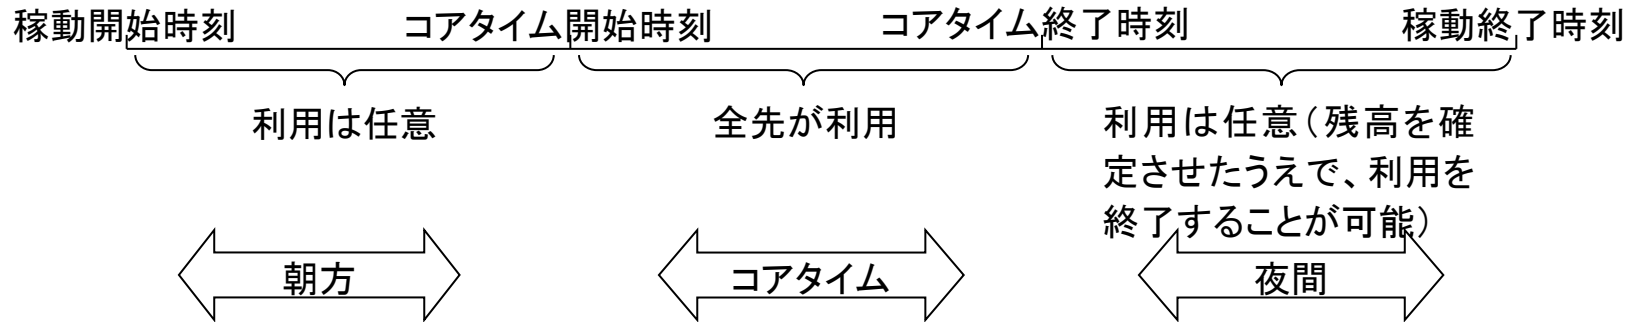 稼動開始時刻 コアタイム開始時刻 コアタイム終了時刻 稼動終了時刻
利用は任意 全先が利用 利用は任意(残高を確
定させたうえで、利用を
終了することが可能)
朝方 コアタイム 夜間